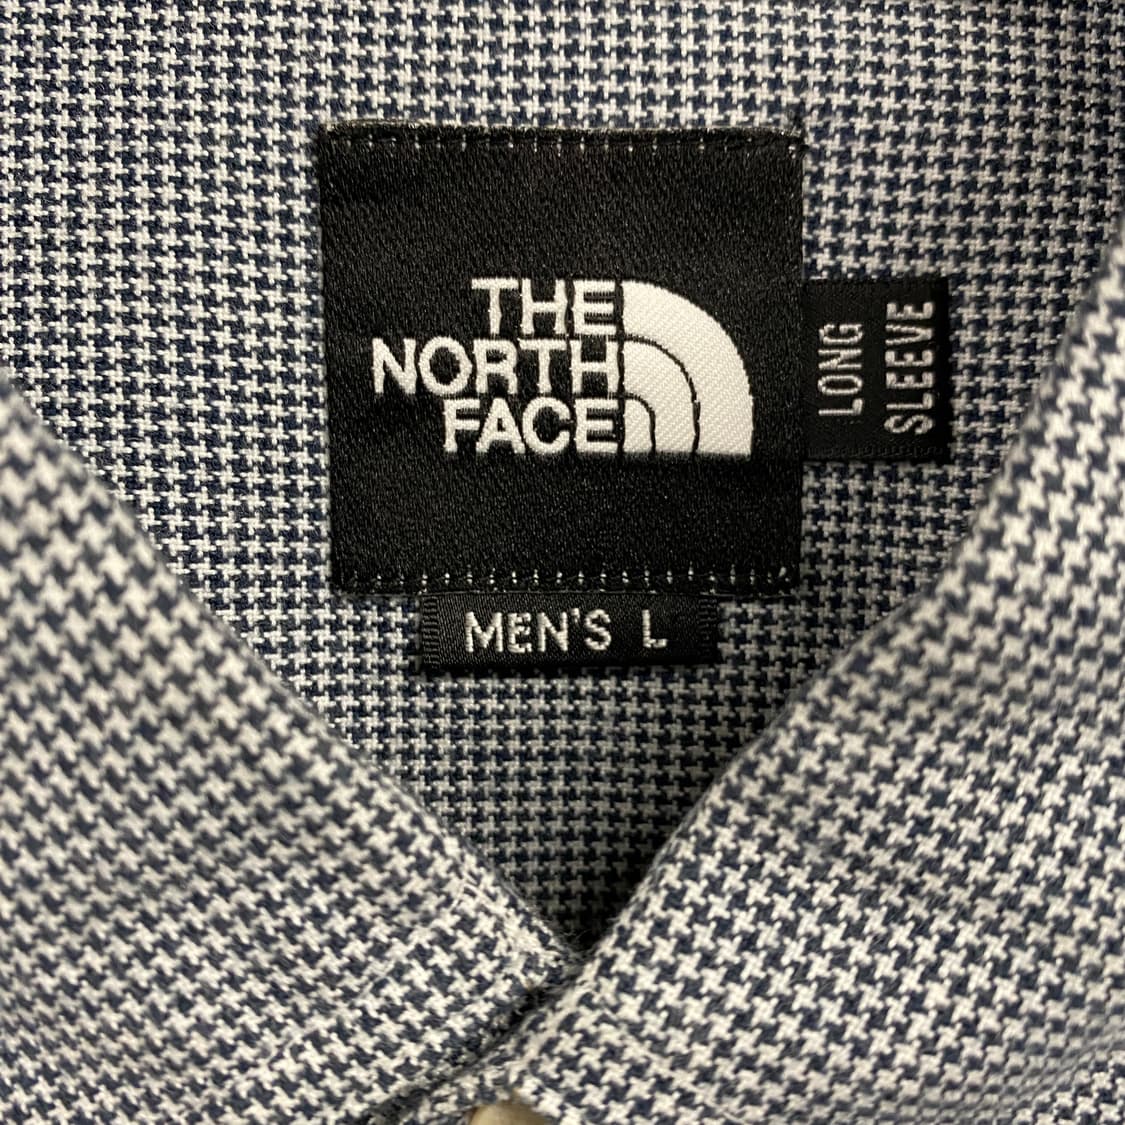 THE
NORTH
FACE
LONG
SLEEVE
MEN'S L